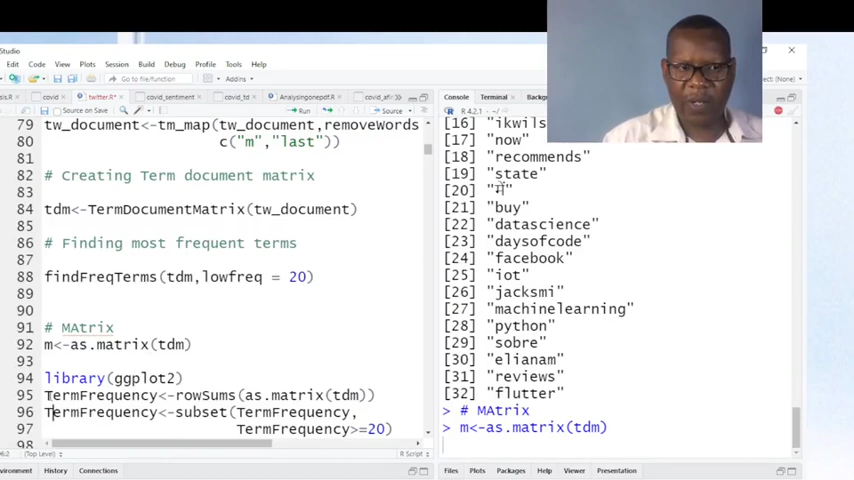 Studio
Edit Code View Plots Session Build Debug Profile Tools Help
Go to file/function
Addins
(None)
covid
twitter.R*
covid_sentiment
covid_td
Analysingonepdf.R
covid_afi
Source on Save
Run
Source
79 tw_document<-tm_map(tw_document,removeWords
80 c("m","last"))
81
82 # Creating Term document matrix
83
84 tdm<-TermDocumentMatrix(tw_document)
85
86 # Finding most frequent terms
87
88 findFreqTerms(tdm,lowfreq = 20)
89
90
91 # MAtrix
92 m<-as.matrix(tdm)
93
94 library(ggplot2)
95 TermFrequency<-rowSums(as.matrix(tdm))
96 TermFrequency<-subset(TermFrequency,
97 TermFrequency>=20)
98
(Top Level)
R Script
History Connections
Console Terminal
R 4.2.1
[16] "ikwils
[17] "now"
[18] "recommends"
[19] "state"
[20] "में"
[21] "buy"
[22] "datascience"
[23] "daysofcode"
[24] "facebook"
[25] "iot"
[26] "jacksmi"
[27] "machinelearning"
[28] "python"
[29] "sobre"
[30] "elianam"
[31] "reviews"
[32] "flutter"
> # MAtrix
> m<-as.matrix(tdm)
Files Plots Packages Help Viewer Presentation